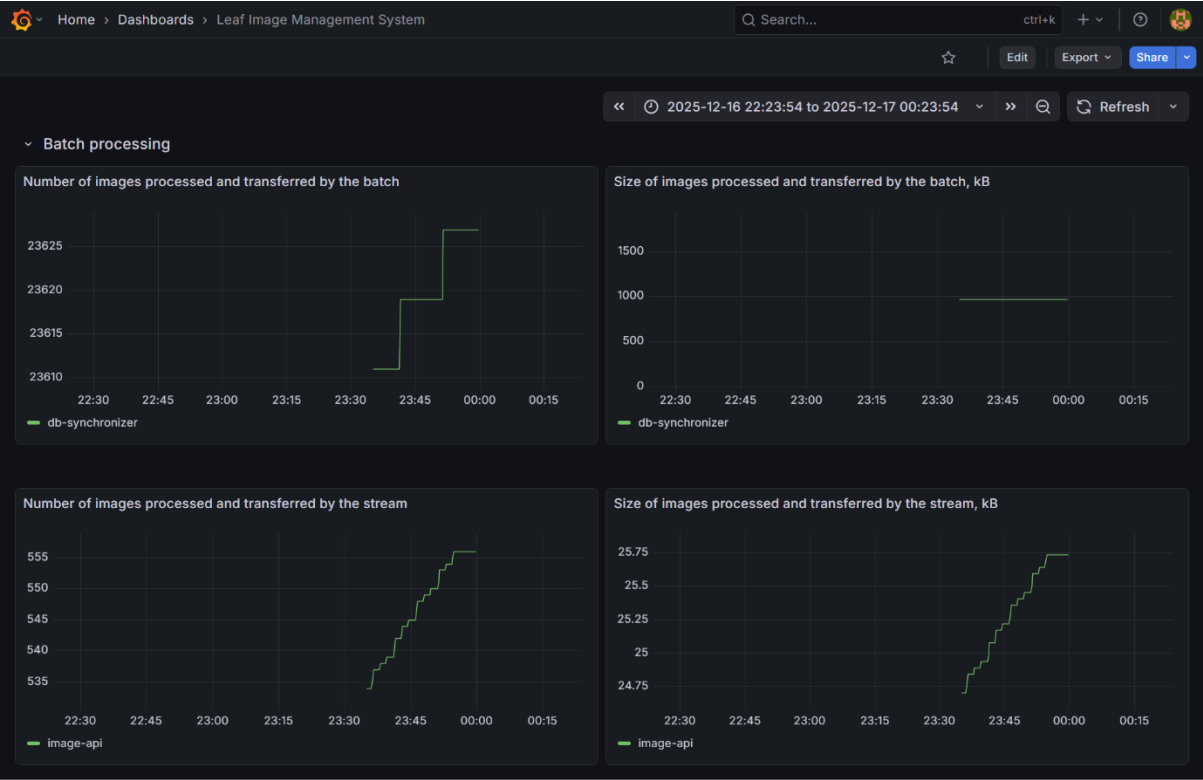 Home › Dashboards › Leaf Image Management System
Search... ctrl+k
Edit Export Share
2025-12-16 22:23:54 to 2025-12-17 00:23:54 Refresh
Batch processing
Number of images processed and transferred by the batch
23625
23620
23615
23610
22:30 22:45 23:00 23:15 23:30 23:45 00:00 00:15
db-synchronizer
Size of images processed and transferred by the batch, kB
1500
1000
500
0
22:30 22:45 23:00 23:15 23:30 23:45 00:00 00:15
db-synchronizer
Number of images processed and transferred by the stream
555
550
545
540
535
22:30 22:45 23:00 23:15 23:30 23:45 00:00 00:15
image-api
Size of images processed and transferred by the stream, kB
25.75
25.5
25.25
25
24.75
22:30 22:45 23:00 23:15 23:30 23:45 00:00 00:15
image-api